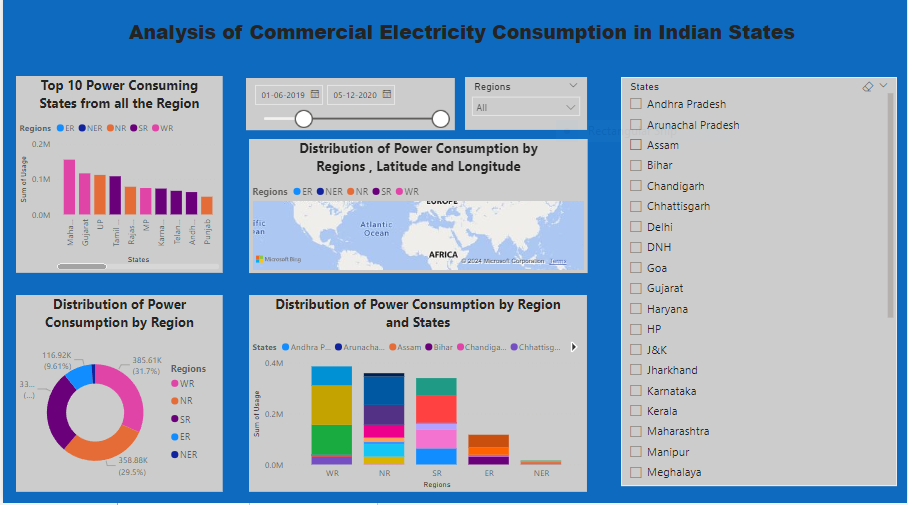 Analysis of Commercial Electricity Consumption in Indian States
Top 10 Power Consuming
States from all the Region
Regions ER NER NR SR WR
Sum of Usage
0.2M
0.1M
0.0M
Maha...
Gujarat
UP
Tamil ...
Rajas...
MP
Karna...
Telan...
Andh...
Punjab
States
01-06-2019
05-12-2020
Regions
All
Distribution of Power Consumption by
Regions , Latitude and Longitude
Regions ER NER NR SR WR
EUROPE
Atlantic
Ocean
AFRICA
Microsoft Bing
© 2024 Microsoft Corporation Terms
Distribution of Power
Consumption by Region
116.92K
(9.61%)
385.61K
(31.7%)
33...
(...)
358.88K
(29.5%)
Regions
WR
NR
SR
ER
NER
Distribution of Power Consumption by Region
and States
States Andhra P... Arunacha... Assam Bihar Chandiga... Chhattisg...
Sum of Usage
0.4M
0.2M
0.0M
WR
NR
SR
ER
NER
Regions
States
Andhra Pradesh
Arunachal Pradesh
Assam
Bihar
Chandigarh
Chhattisgarh
Delhi
DNH
Goa
Gujarat
Haryana
HP
J&K
Jharkhand
Karnataka
Kerala
Maharashtra
Manipur
Meghalaya